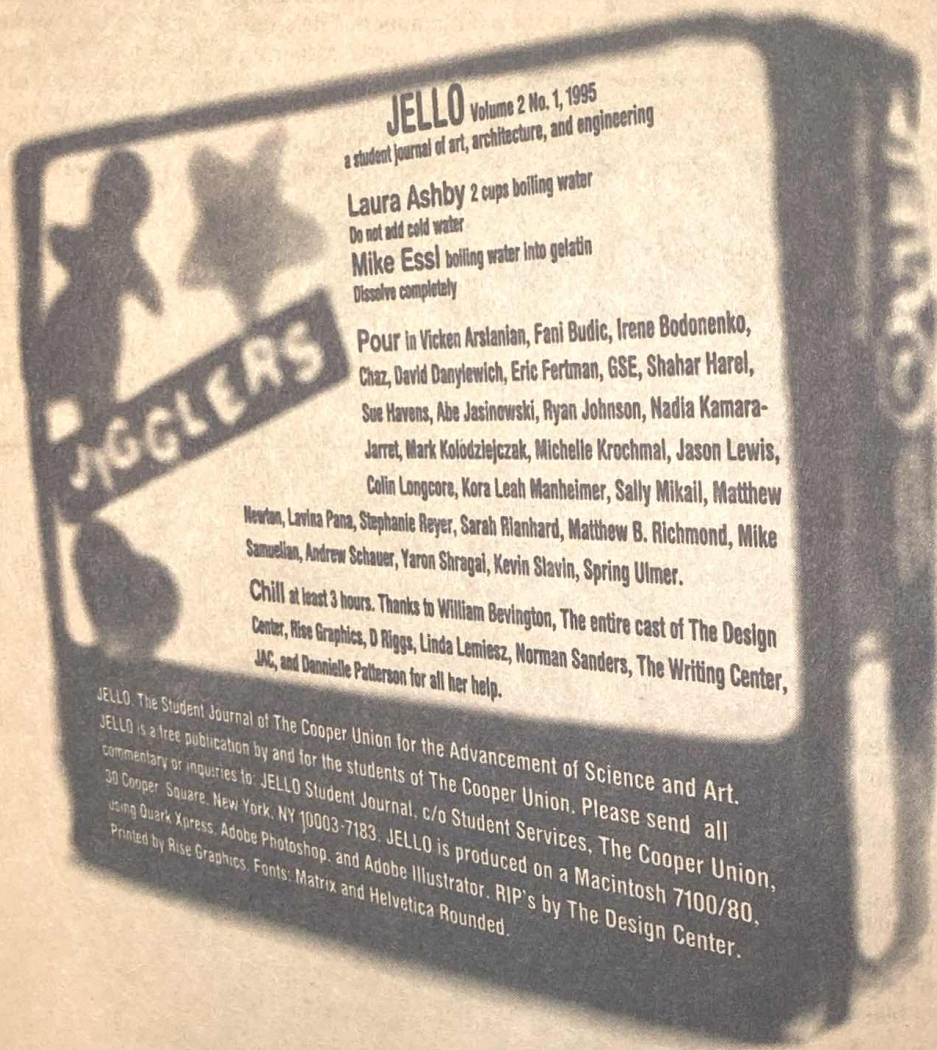 JELLO Volume 2 No. 1, 1995
a student journal of art, architecture, and engineering
Laura Ashby 2 cups boiling water
Do not add cold water
Mike Essl boiling water into gelatin
Dissolve completely
Pour in Vicken Arslanian, Fani Budic, Irene Bodonenko,
Chaz, David Danylewich, Eric Fertman, GSE, Shahar Harel,
Sue Havens, Abe Jasinowski, Ryan Johnson, Nadia Kamara-
Jarret, Mark Kolodziejczak, Michelle Krochmal, Jason Lewis,
Colin Longcore, Kora Leah Manheimer, Sally Mikail, Matthew
Newton, Lavina Pana, Stephanie Reyer, Sarah Rianhard, Matthew B. Richmond, Mike
Samuelian, Andrew Schauer, Yaron Shragai, Kevin Slavin, Spring Ulmer.
Chill at least 3 hours. Thanks to William Bevington, The entire cast of The Design
Center, Rise Graphics, D Riggs, Linda Lemiesz, Norman Sanders, The Writing Center,
JAC, and Dannielle Patterson for all her help.
JIGGLERS
JELLO. The Student Journal of The Cooper Union for the Advancement of Science and Art.
JELLO is a free publication by and for the students of The Cooper Union. Please send all
commentary or inquiries to: JELLO Student Journal, c/o Student Services, The Cooper Union,
30 Cooper Square, New York, NY 10003-7183. JELLO is produced on a Macintosh 7100/80,
using Quark Xpress, Adobe Photoshop, and Adobe Illustrator. RIP's by The Design Center.
Printed by Rise Graphics. Fonts: Matrix and Helvetica Rounded.